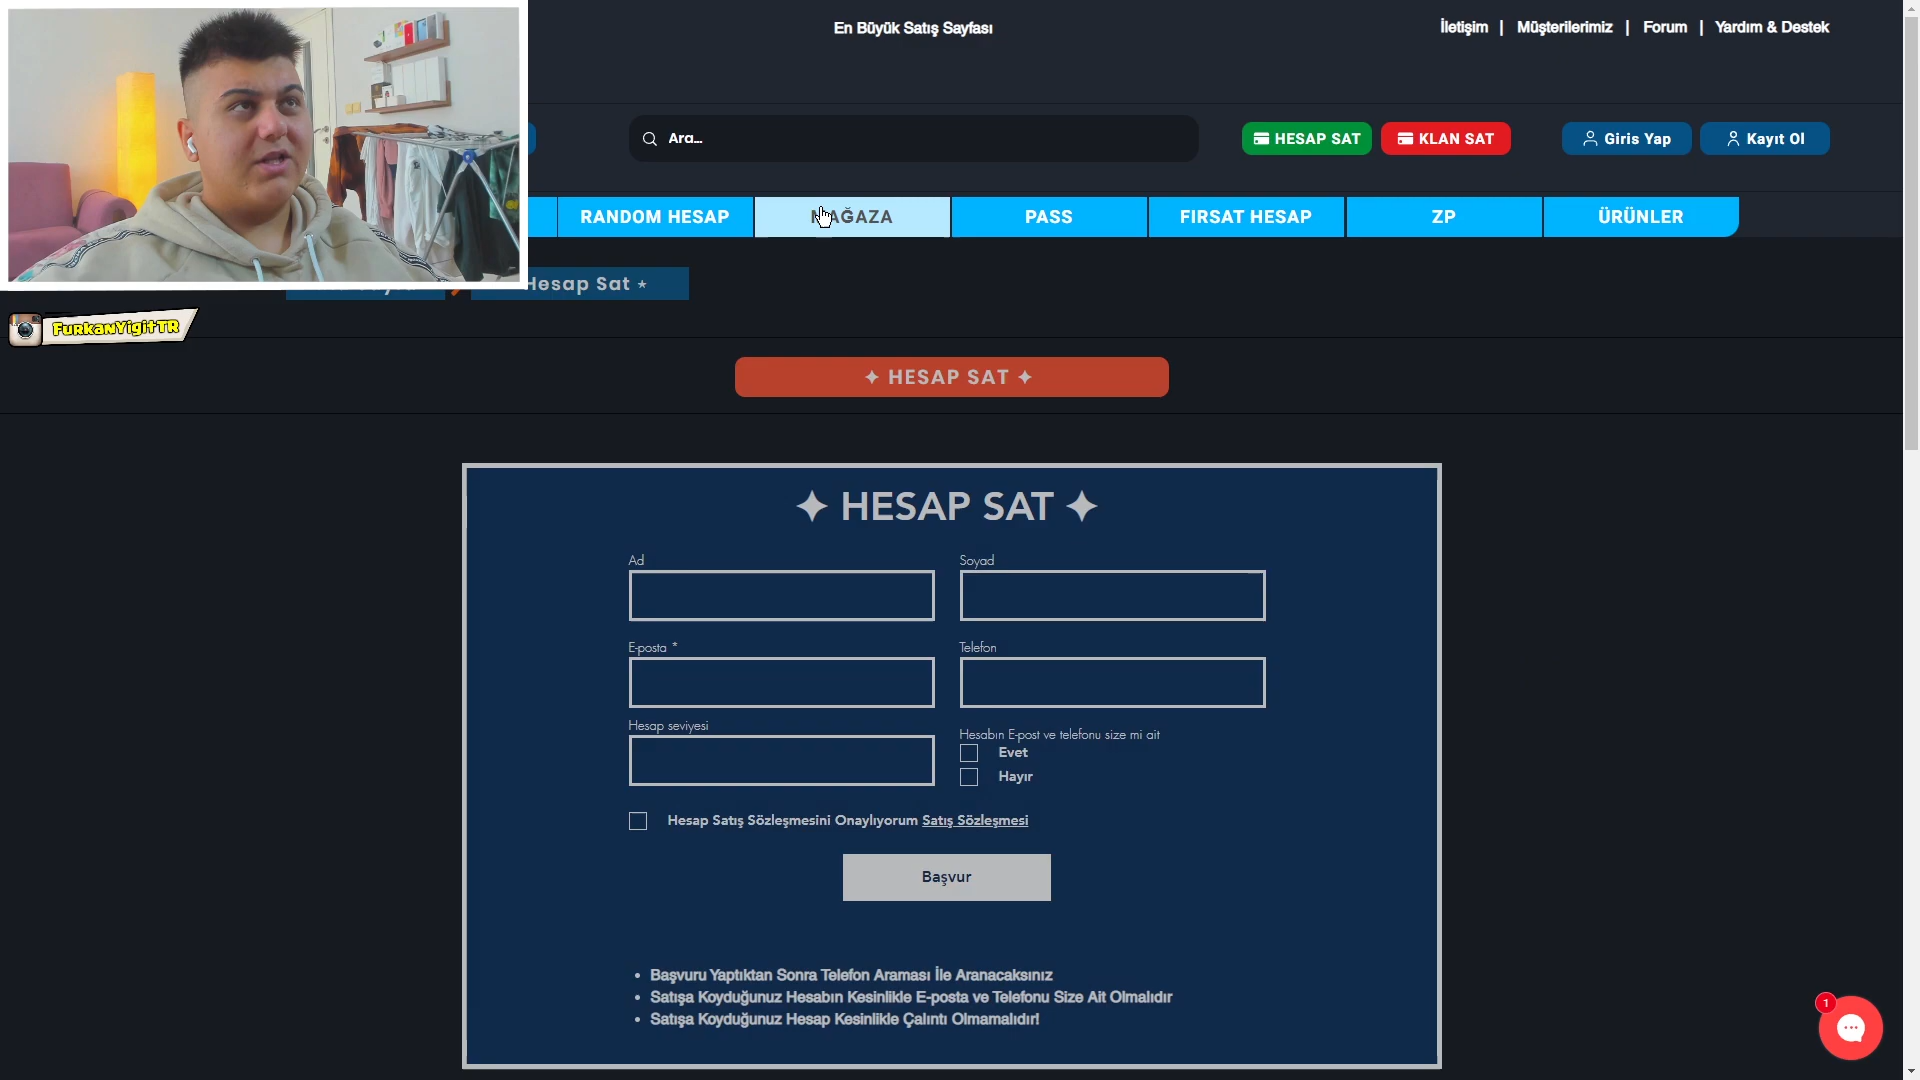 En Büyük Satış Sayfası
İletişim | Müşterilerimiz | Forum | Yardım & Destek
Ara...
HESAP SAT
KLAN SAT
Giris Yap
Kayıt Ol
RANDOM HESAP
MAĞAZA
PASS
FIRSAT HESAP
ZP
ÜRÜNLER
Hesap Sat ⋆
FurkanYigitTR
✦ HESAP SAT ✦
✦ HESAP SAT ✦
Ad
Soyad
E-posta *
Telefon
Hesap seviyesi
Hesabın E-post ve telefonu size mi ait
Evet
Hayır
Hesap Satış Sözleşmesini Onaylıyorum Satış Sözleşmesi
Başvur
• Başvuru Yaptıktan Sonra Telefon Araması İle Aranacaksınız
• Satışa Koyduğunuz Hesabın Kesinlikle E-posta ve Telefonu Size Ait Olmalıdır
• Satışa Koyduğunuz Hesap Kesinlikle Çalıntı Olmamalıdır!
1